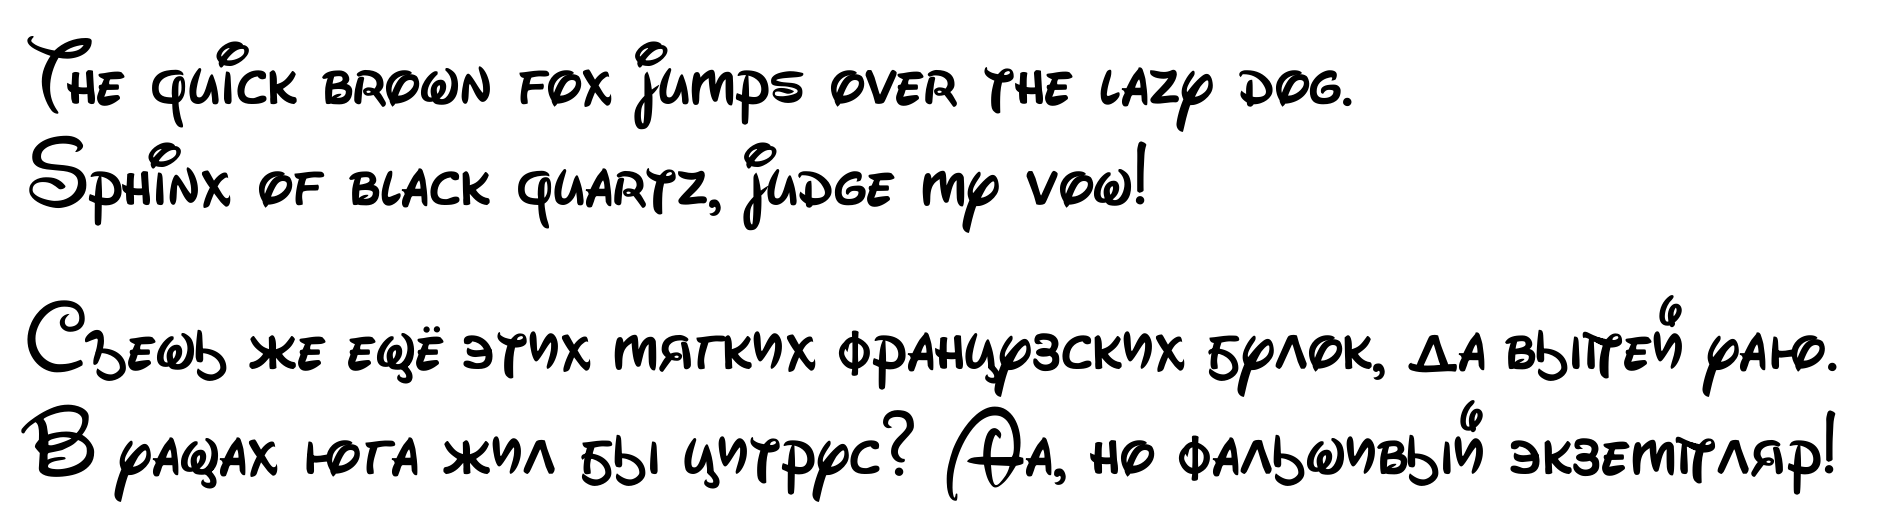 The quick brown fox jumps over the lazy dog.
Sphinx of black quartz, judge my vow!
Съешь же ещё этих мягких французских булок, да выпей чаю.
В чащах юга жил бы цитрус? Да, но фальшивый экземпляр!